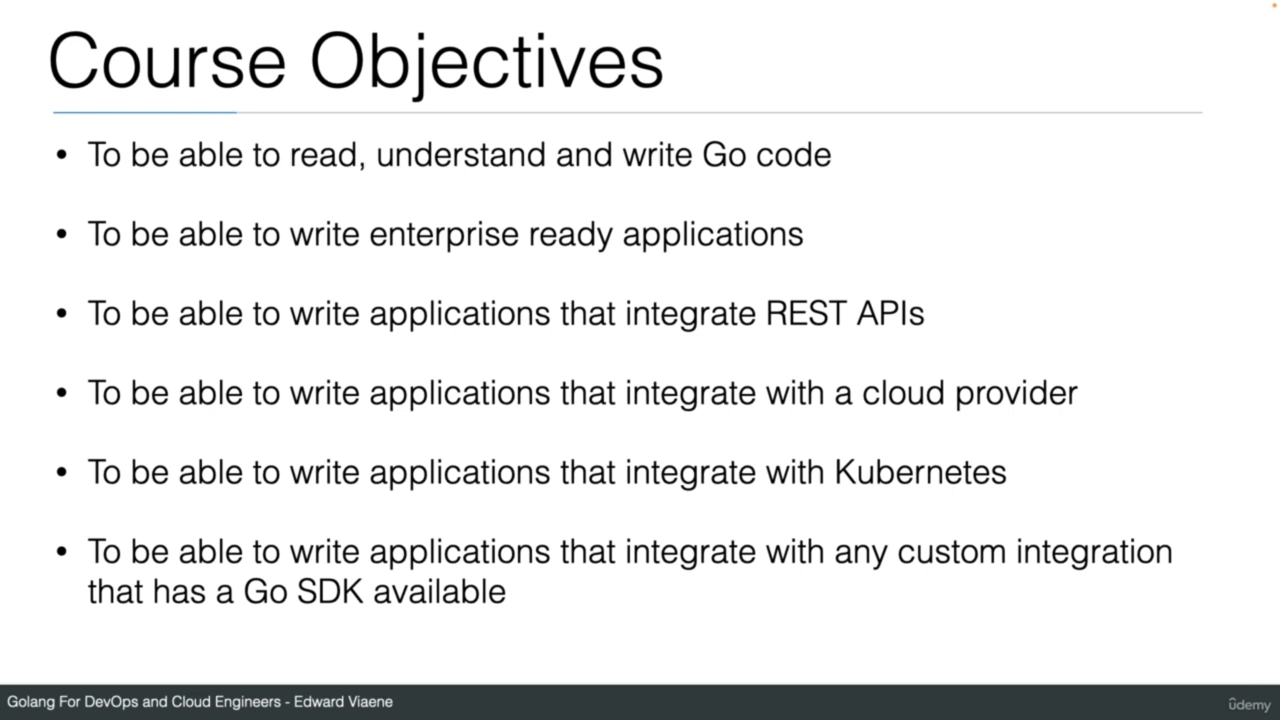 Course Objectives
• To be able to read, understand and write Go code
• To be able to write enterprise ready applications
• To be able to write applications that integrate REST APIs
• To be able to write applications that integrate with a cloud provider
• To be able to write applications that integrate with Kubernetes
• To be able to write applications that integrate with any custom integration
that has a Go SDK available
Golang For DevOps and Cloud Engineers - Edward Viaene
ûdemy